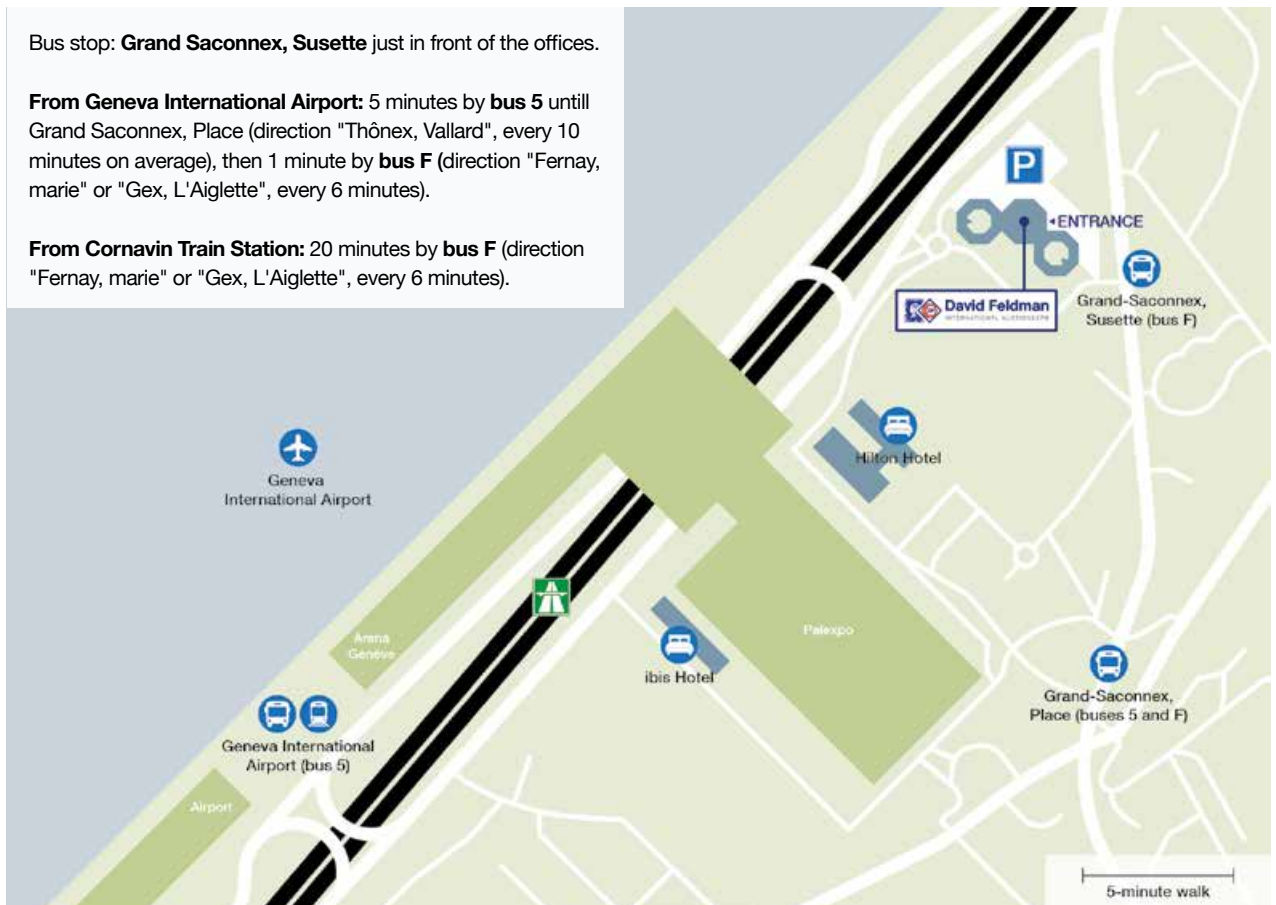 Bus stop: Grand Saconnex, Susette just in front of the offices.
From Geneva International Airport: 5 minutes by bus 5 untill
Grand Saconnex, Place (direction "Thônex, Vallard", every 10
minutes on average), then 1 minute by bus F (direction "Fernay,
marie" or "Gex, L'Aiglette", every 6 minutes).
From Cornavin Train Station: 20 minutes by bus F (direction
"Fernay, marie" or "Gex, L'Aiglette", every 6 minutes).
P
ENTRANCE
David Feldman
INTERNATIONAL AUCTIONEERS
Grand-Saconnex,
Susette (bus F)
Hilton Hotel
Geneva
International Airport
Arena
Genève
Palexpo
ibis Hotel
Grand-Saconnex,
Place (buses 5 and F)
Geneva International
Airport (bus 5)
Airport
5-minute walk